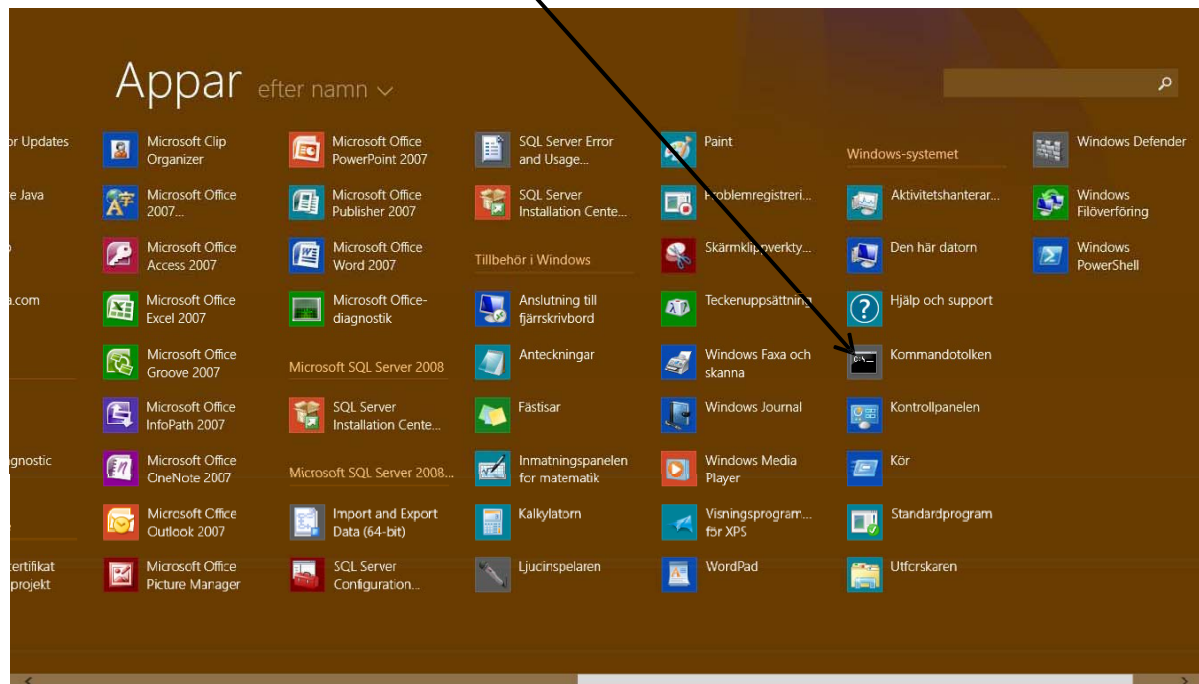 Appar efter namn
or Updates
re Java
a.com
agnostic
certifikat
projekt
Microsoft Clip
Organizer
Microsoft Office
2007...
Microsoft Office
Access 2007
Microsoft Office
Excel 2007
Microsoft Office
Groove 2007
Microsoft Office
InfoPath 2007
Microsoft Office
OneNote 2007
Microsoft Office
Outlook 2007
Microsoft Office
Picture Manager
Microsoft Office
PowerPoint 2007
Microsoft Office
Publisher 2007
Microsoft Office
Word 2007
Microsoft Office-
diagnostik
Microsoft SQL Server 2008
SQL Server
Installation Cente...
Microsoft SQL Server 2008...
Import and Export
Data (64-bit)
SQL Server
Configuration...
SQL Server Error
and Usage...
SQL Server
Installation Cente...
Tillbehör i Windows
Anslutning till
fjärrskrivbord
Anteckningar
Fästisar
Inmatningspanelen
för matematik
Kalkylatorn
Ljudinspelaren
Paint
Problemregistreri...
Skärmklippverkty...
Teckenuppsättning
Windows Faxa och
skanna
Windows Journal
Windows Media
Player
Visningsprogram...
för XPS
WordPad
Windows-systemet
Aktivitetshanterar...
Den här datorn
Hjälp och support
Kommandotolken
Kontrollpanelen
Kör
Standardprogram
Utforskaren
Windows Defender
Windows
Filöverföring
Windows
PowerShell